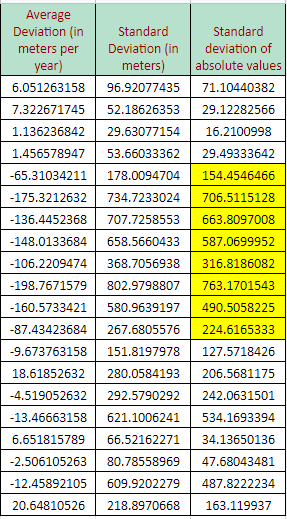 Average Deviation (in meters per year) Standard Deviation (in meters) Standard deviation of absolute values
6.051263158 96.92077435 71.10440382
7.322671745 52.18626353 29.12282566
1.136236842 29.63077154 16.2100998
1.456578947 53.66033362 29.49333642
-65.31034211 178.0094704 154.4546466
-175.3212632 734.7233024 706.5115128
-136.4452368 707.7258553 663.8097008
-148.0133684 658.5660433 587.0699952
-106.2209474 368.7056938 316.8186082
-198.7671579 802.9798807 763.1701543
-160.5733421 580.9639197 490.5058225
-87.43423684 267.6805576 224.6165333
-9.673763158 151.8197978 127.5718426
18.61852632 280.0584193 206.5681175
-4.519052632 292.5790292 242.0631501
-13.46663158 621.1006241 534.1693394
6.651815789 66.52162271 34.13650136
-2.506105263 80.78558969 47.68043481
-12.45892105 609.9202279 487.8222234
20.64810526 218.8970668 163.119937